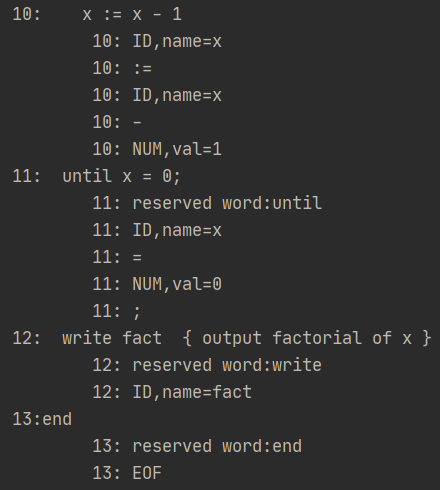 10:    x := x - 1
        10: ID,name=x
        10: :=
        10: ID,name=x
        10: -
        10: NUM,val=1
11:  until x = 0;
        11: reserved word:until
        11: ID,name=x
        11: =
        11: NUM,val=0
        11: ;
12:  write fact  { output factorial of x }
        12: reserved word:write
        12: ID,name=fact
13:end
        13: reserved word:end
        13: EOF